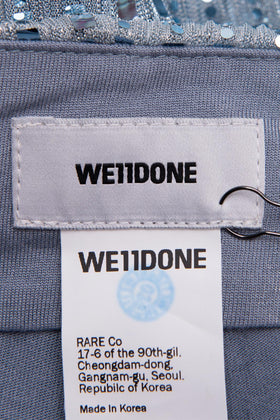 WE11DONE
WE11DONE
RARE Co
17-6 of the 90th-gil.
Cheongdam-dong,
Gangnam-gu, Seoul.
Republic of Korea
Made In Korea